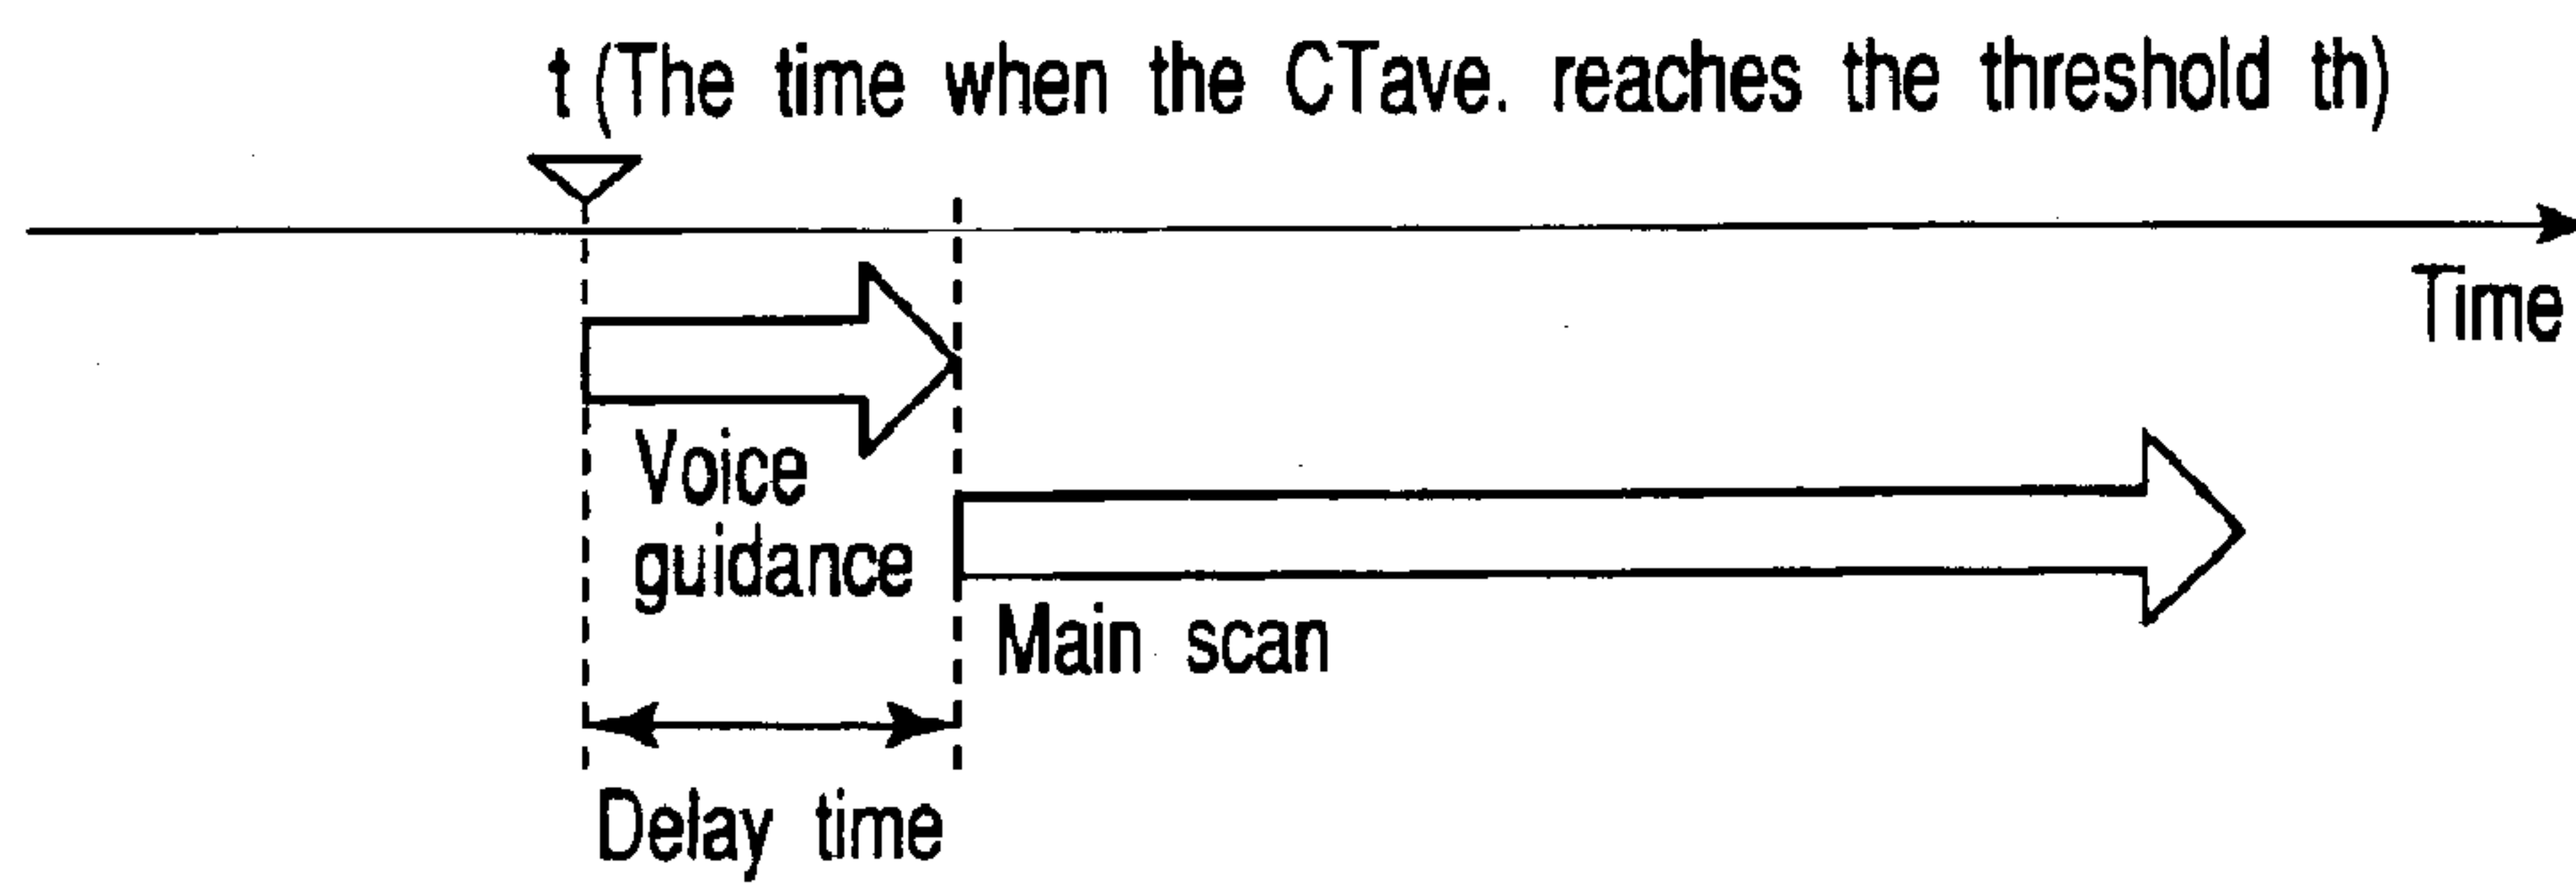 t (The time when the CTave. reaches the threshold th)
Time
Voice
guidance
Main scan
Delay time